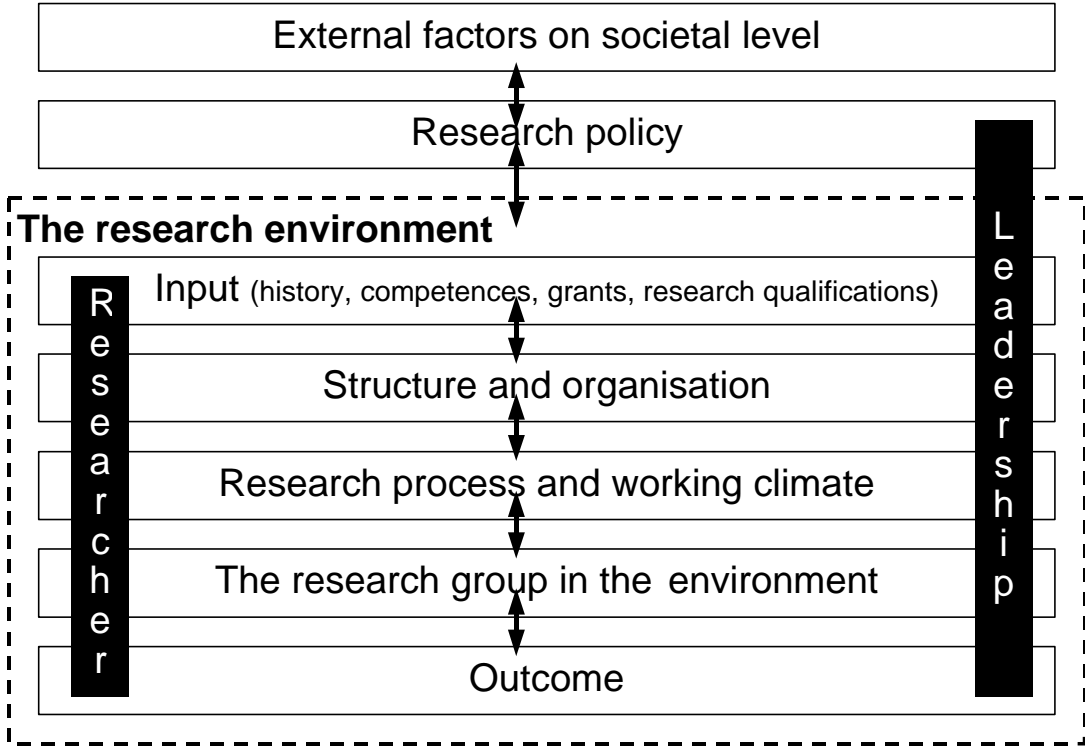 External factors on societal level
Research policy
The research environment
Input (history, competences, grants, research qualifications)
Structure and organisation
Research process and working climate
The research group in the environment
Outcome
Researcher
Leadership